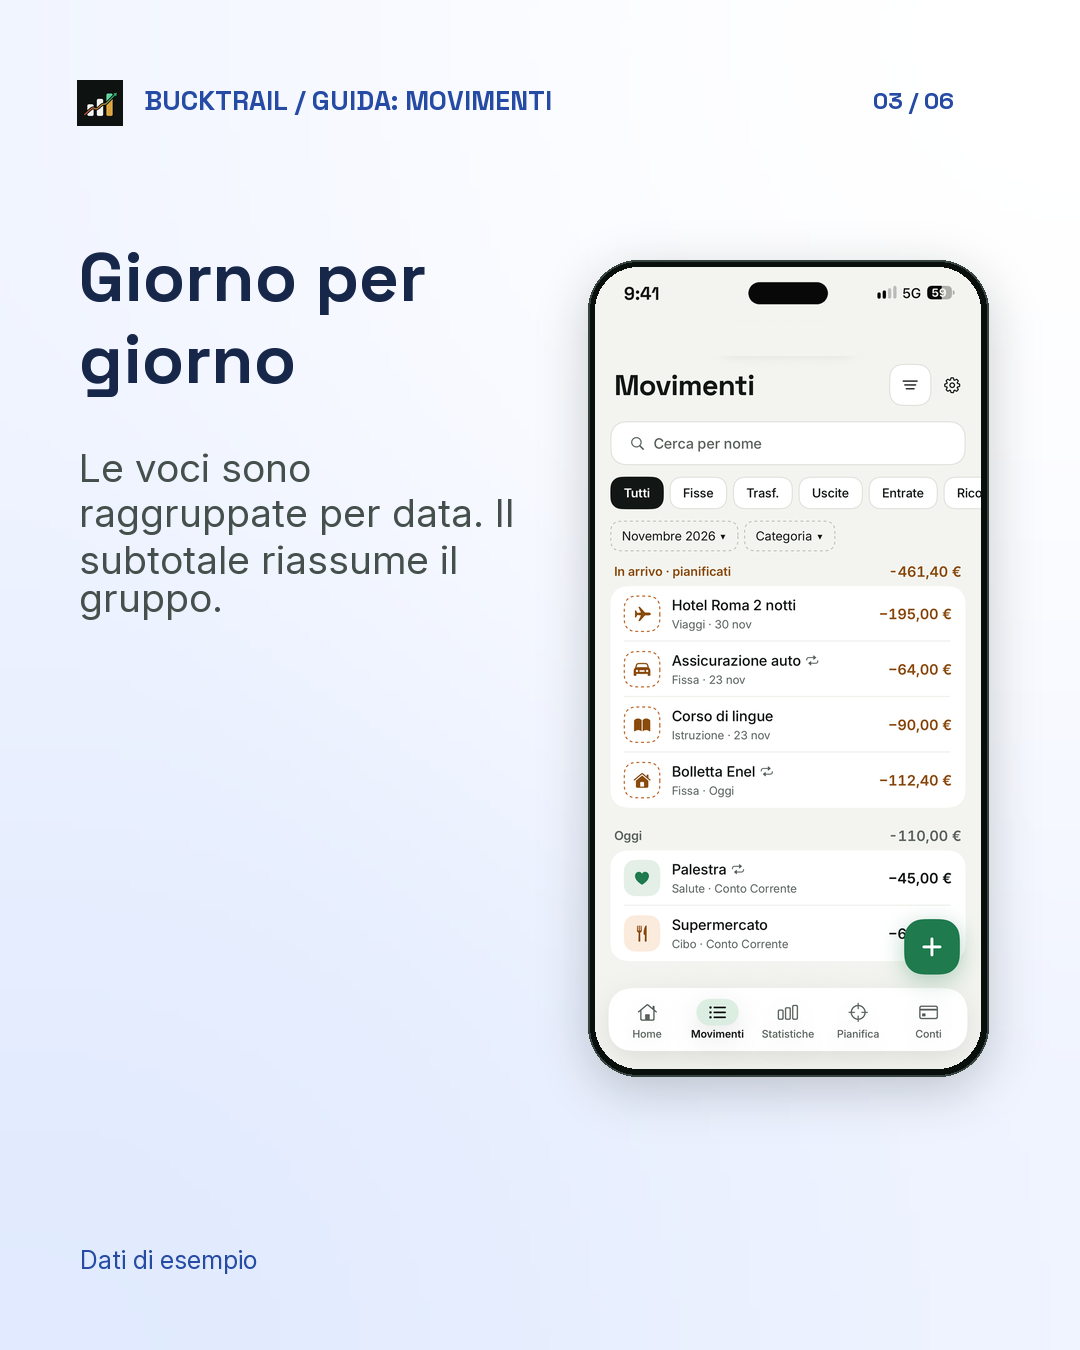 BUCKTRAIL / GUIDA: MOVIMENTI
03 / 06
Giorno per
giorno
Le voci sono
raggruppate per data. Il
subtotale riassume il
gruppo.
9:41
5G 59
Movimenti
Cerca per nome
Tutti Fisse Trasf. Uscite Entrate Rico
Novembre 2026 ▾ Categoria ▾
In arrivo · pianificati -461,40 €
Hotel Roma 2 notti
−195,00 €
Viaggi · 30 nov
Assicurazione auto
−64,00 €
Fissa · 23 nov
Corso di lingue
−90,00 €
Istruzione · 23 nov
Bolletta Enel
−112,40 €
Fissa · Oggi
Oggi -110,00 €
Palestra
−45,00 €
Salute · Conto Corrente
Supermercato
−6
Cibo · Conto Corrente
Home Movimenti Statistiche Pianifica Conti
Dati di esempio